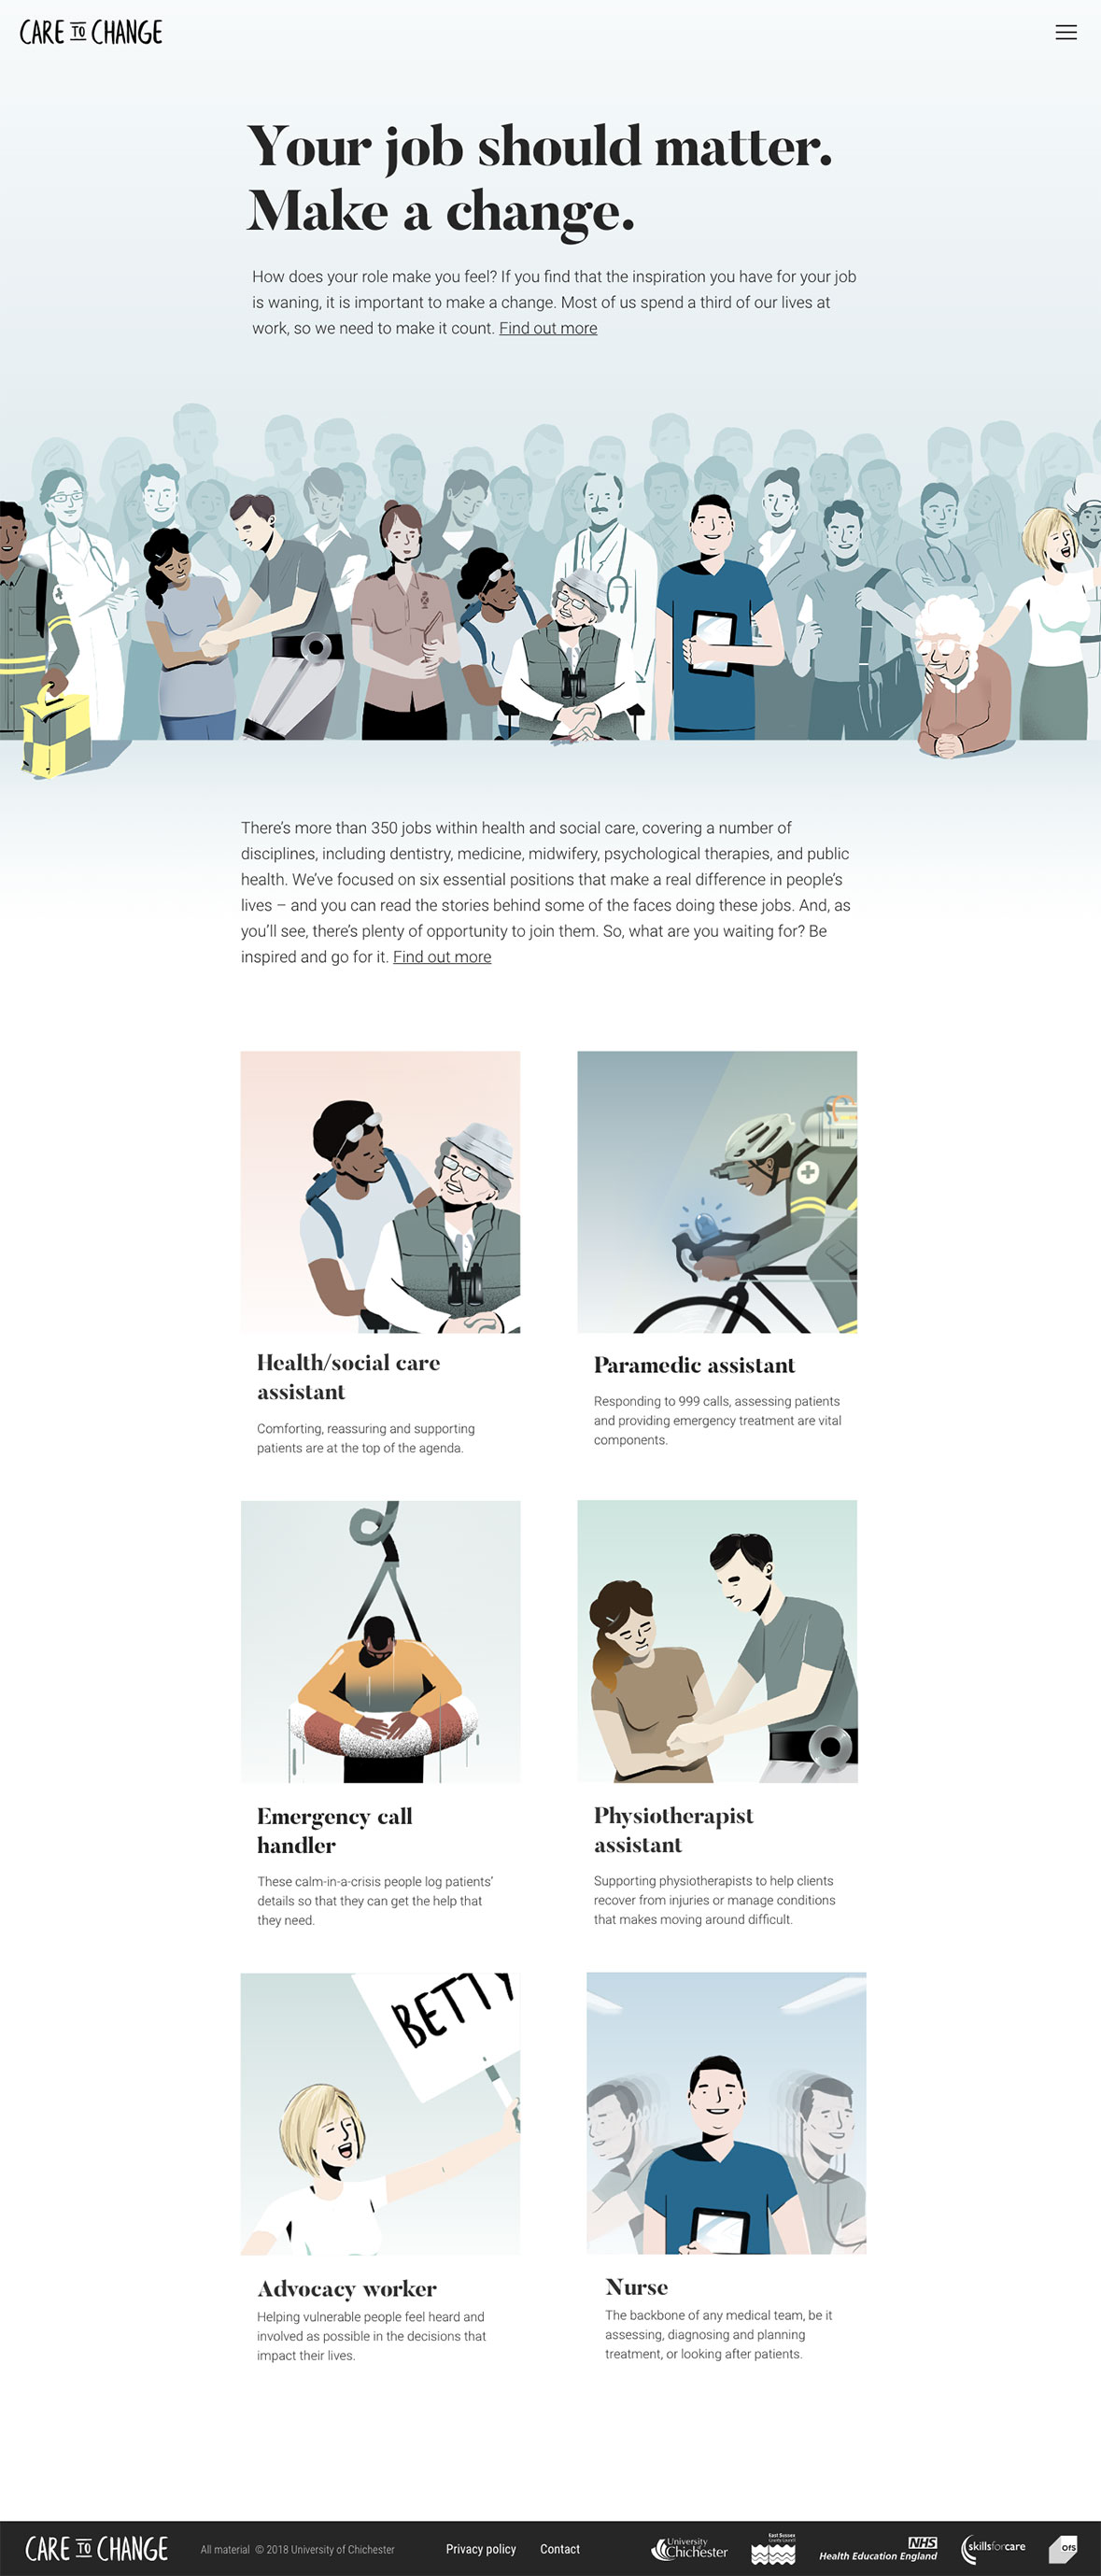 CARE TO CHANGE
Your job should matter.
Make a change.
How does your role make you feel? If you find that the inspiration you have for your job
is waning, it is important to make a change. Most of us spend a third of our lives at
work, so we need to make it count. Find out more
There's more than 350 jobs within health and social care, covering a number of
disciplines, including dentistry, medicine, midwifery, psychological therapies, and public
health. We've focused on six essential positions that make a real difference in people's
lives – and you can read the stories behind some of the faces doing these jobs. And, as
you'll see, there's plenty of opportunity to join them. So, what are you waiting for? Be
inspired and go for it. Find out more
Health/social care
assistant
Comforting, reassuring and supporting
patients are at the top of the agenda.
Paramedic assistant
Responding to 999 calls, assessing patients
and providing emergency treatment are vital
components.
Emergency call
handler
These calm-in-a-crisis people log patients'
details so that they can get the help that
they need.
Physiotherapist
assistant
Supporting physiotherapists to help clients
recover from injuries or manage conditions
that makes moving around difficult.
BETTY
Advocacy worker
Helping vulnerable people feel heard and
involved as possible in the decisions that
impact their lives.
Nurse
The backbone of any medical team, be it
assessing, diagnosing and planning
treatment, or looking after patients.
CARE TO CHANGE
All material © 2018 University of Chichester
Privacy policy
Contact
University
Chichester
East Sussex
County Council
NHS
Health Education England
skillsforcare
OfS